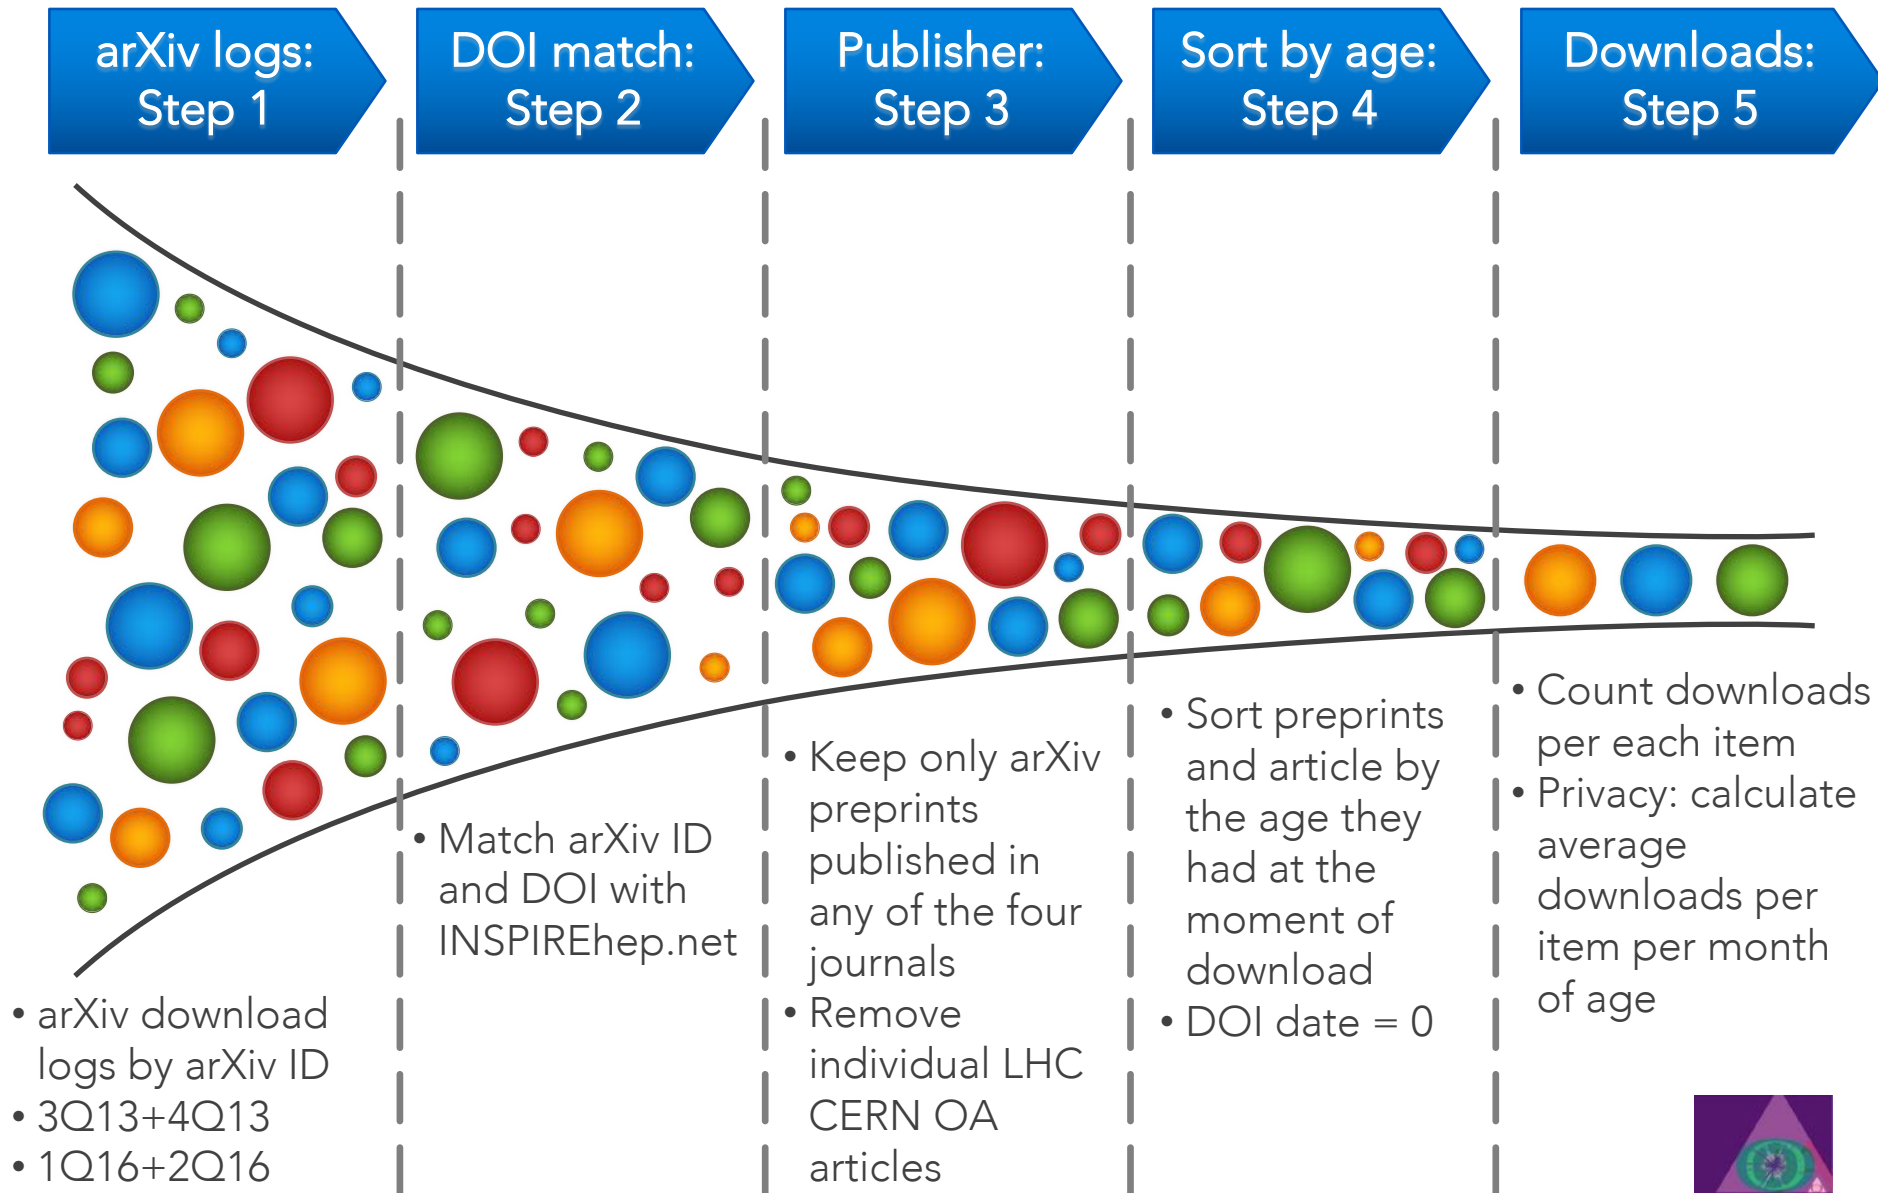 arXiv logs:
Step 1
DOI match:
Step 2
Publisher:
Step 3
Sort by age:
Step 4
Downloads:
Step 5
• arXiv download
logs by arXiv ID
• 3Q13+4Q13
• 1Q16+2Q16
• Match arXiv ID
and DOI with
INSPIREhep.net
• Keep only arXiv
preprints
published in
any of the four
journals
• Remove
individual LHC
CERN OA
articles
• Sort preprints
and article by
the age they
had at the
moment of
download
• DOI date = 0
• Count downloads
per each item
• Privacy: calculate
average
downloads per
item per month
of age